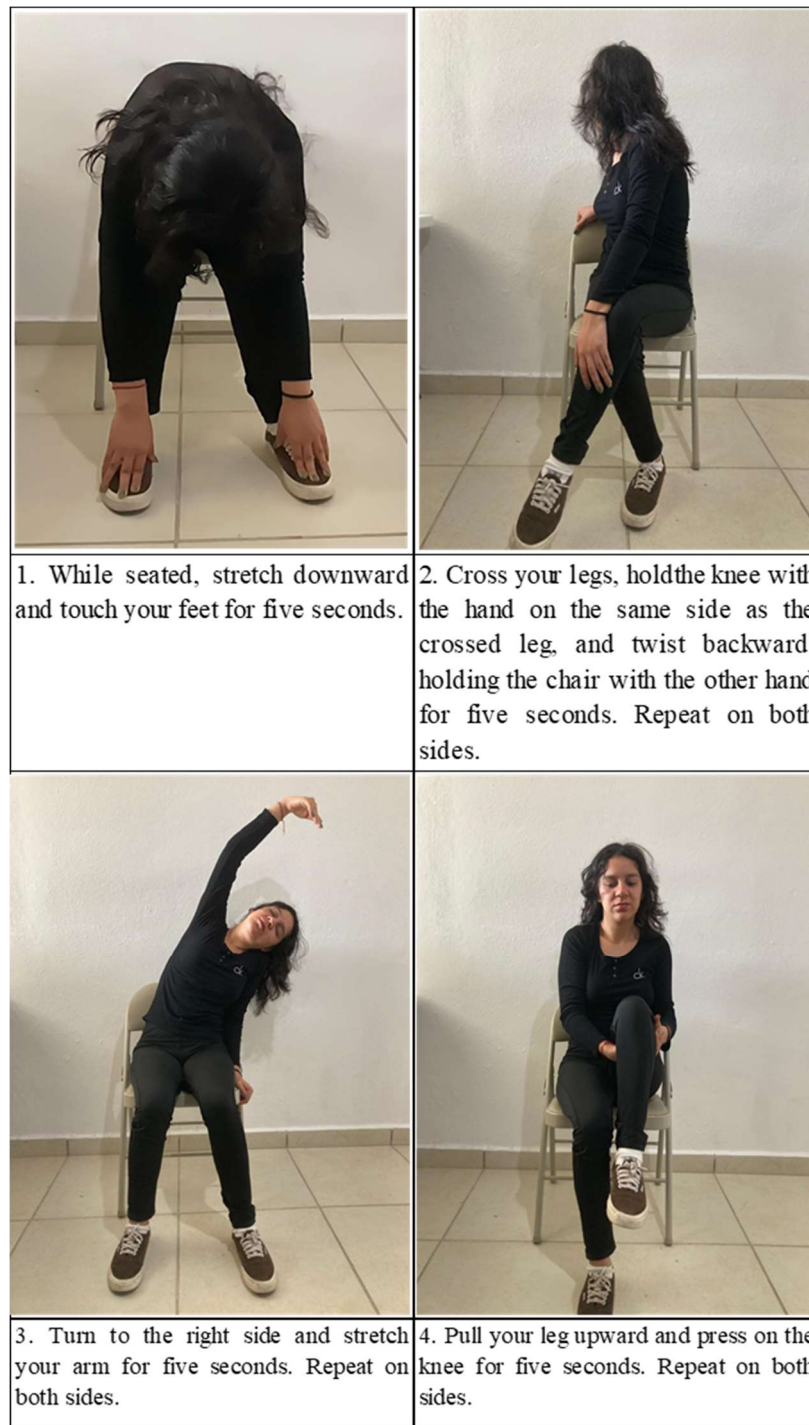 1. While seated, stretch downward
and touch your feet for five seconds.
2. Cross your legs, holdthe knee with
the hand on the same side as the
crossed leg, and twist backward
holding the chair with the other hand
for five seconds. Repeat on both
sides.
3. Turn to the right side and stretch
your arm for five seconds. Repeat on
both sides.
4. Pull your leg upward and press on the
knee for five seconds. Repeat on both
sides.